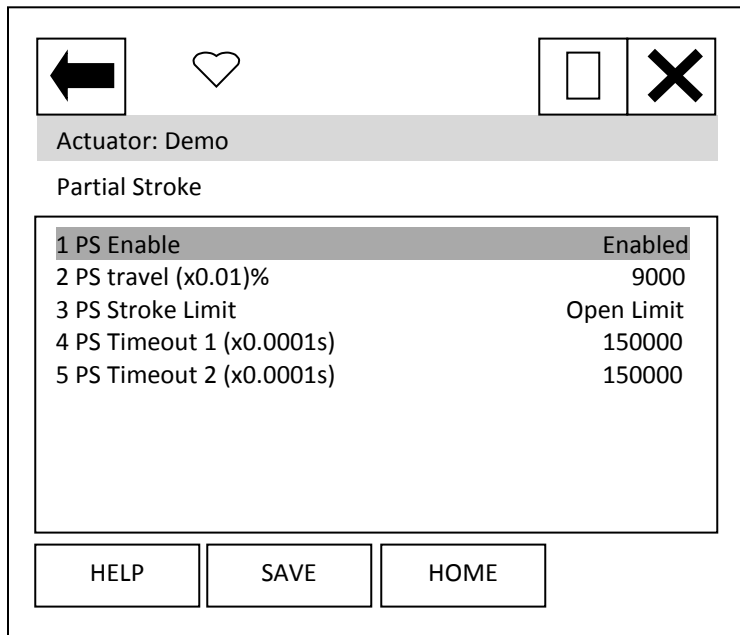 Actuator: Demo
Partial Stroke
1 PS Enable Enabled
2 PS travel (x0.01)% 9000
3 PS Stroke Limit Open Limit
4 PS Timeout 1 (x0.0001s) 150000
5 PS Timeout 2 (x0.0001s) 150000
HELP SAVE HOME